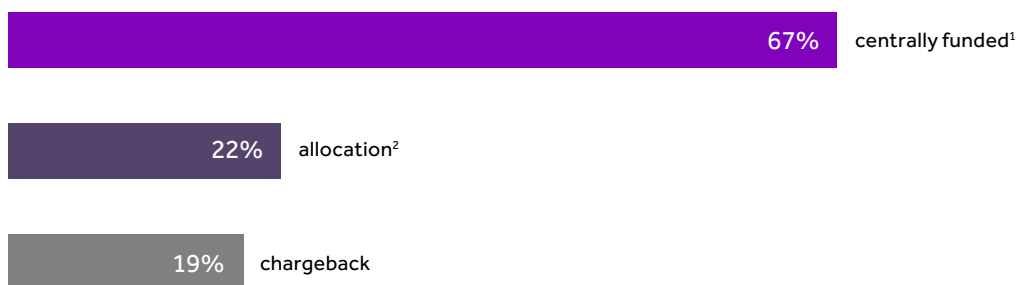 67% centrally funded¹
22% allocation²
19% chargeback